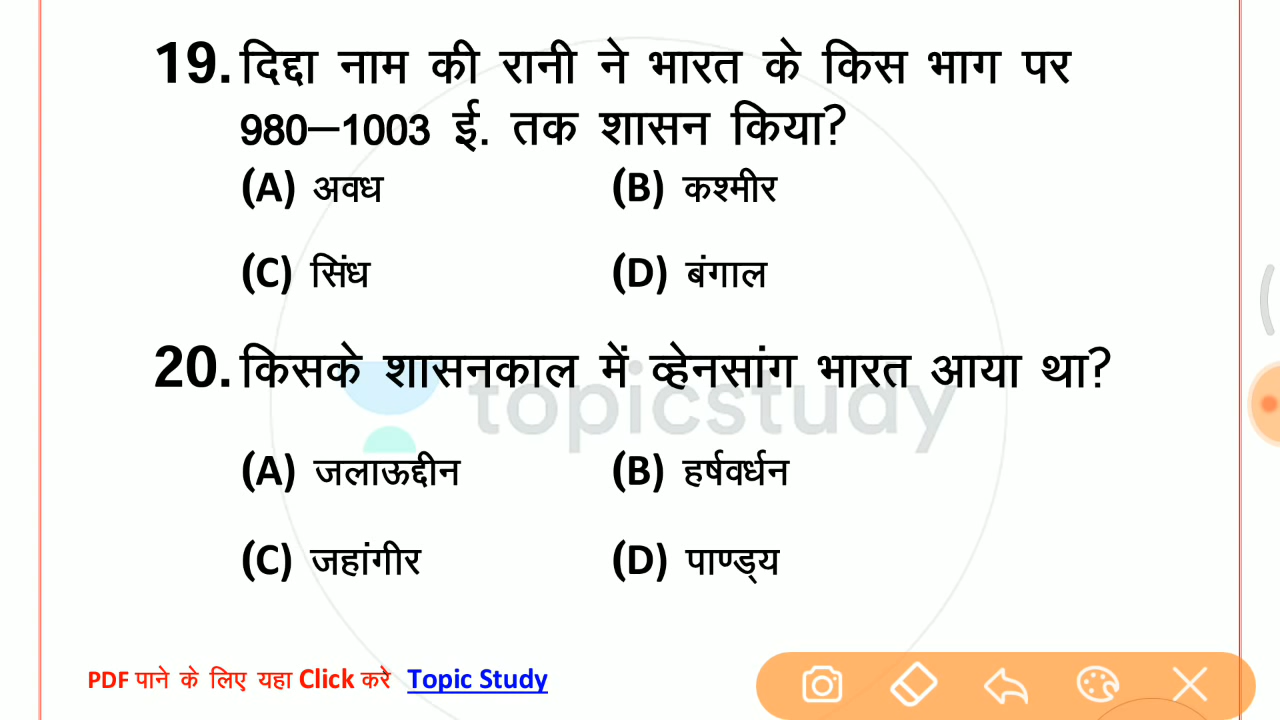 19. दिद्दा नाम की रानी ने भारत के किस भाग पर
980–1003 ई. तक शासन किया?
(A) अवध (B) कश्मीर
(C) सिंध (D) बंगाल
20. किसके शासनकाल में व्हेनसांग भारत आया था?
topicstudy
(A) जलाऊद्दीन (B) हर्षवर्धन
(C) जहांगीर (D) पाण्ड्य
PDF पाने के लिए यहा Click करे Topic Study